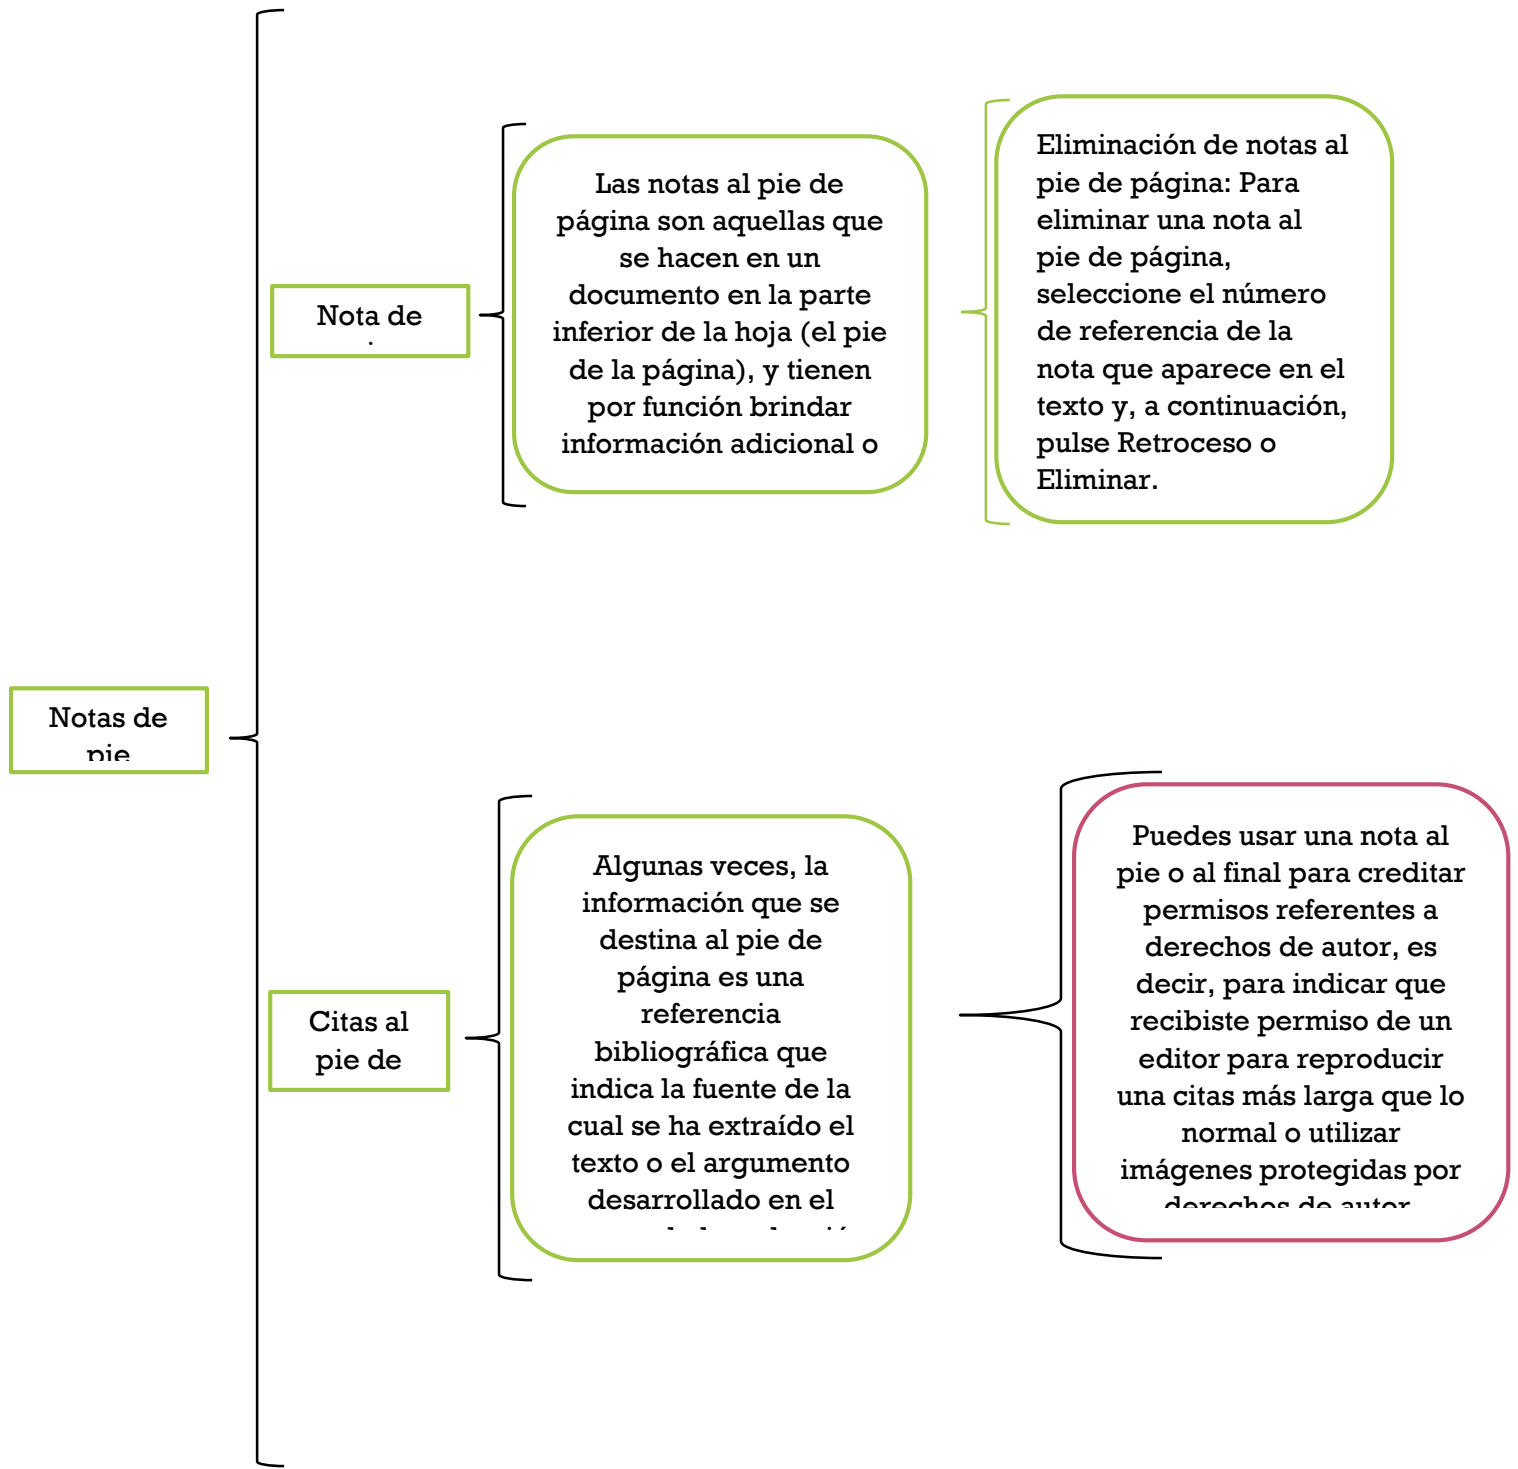 Notas de
pie
Nota de
Las notas al pie de
página son aquellas que
se hacen en un
documento en la parte
inferior de la hoja (el pie
de la página), y tienen
por función brindar
información adicional o
Eliminación de notas al
pie de página: Para
eliminar una nota al
pie de página,
seleccione el número
de referencia de la
nota que aparece en el
texto y, a continuación,
pulse Retroceso o
Eliminar.
Citas al
pie de
Algunas veces, la
información que se
destina al pie de
página es una
referencia
bibliográfica que
indica la fuente de la
cual se ha extraído el
texto o el argumento
desarrollado en el
Puedes usar una nota al
pie o al final para creditar
permisos referentes a
derechos de autor, es
decir, para indicar que
recibiste permiso de un
editor para reproducir
una citas más larga que lo
normal o utilizar
imágenes protegidas por
derechos de autor